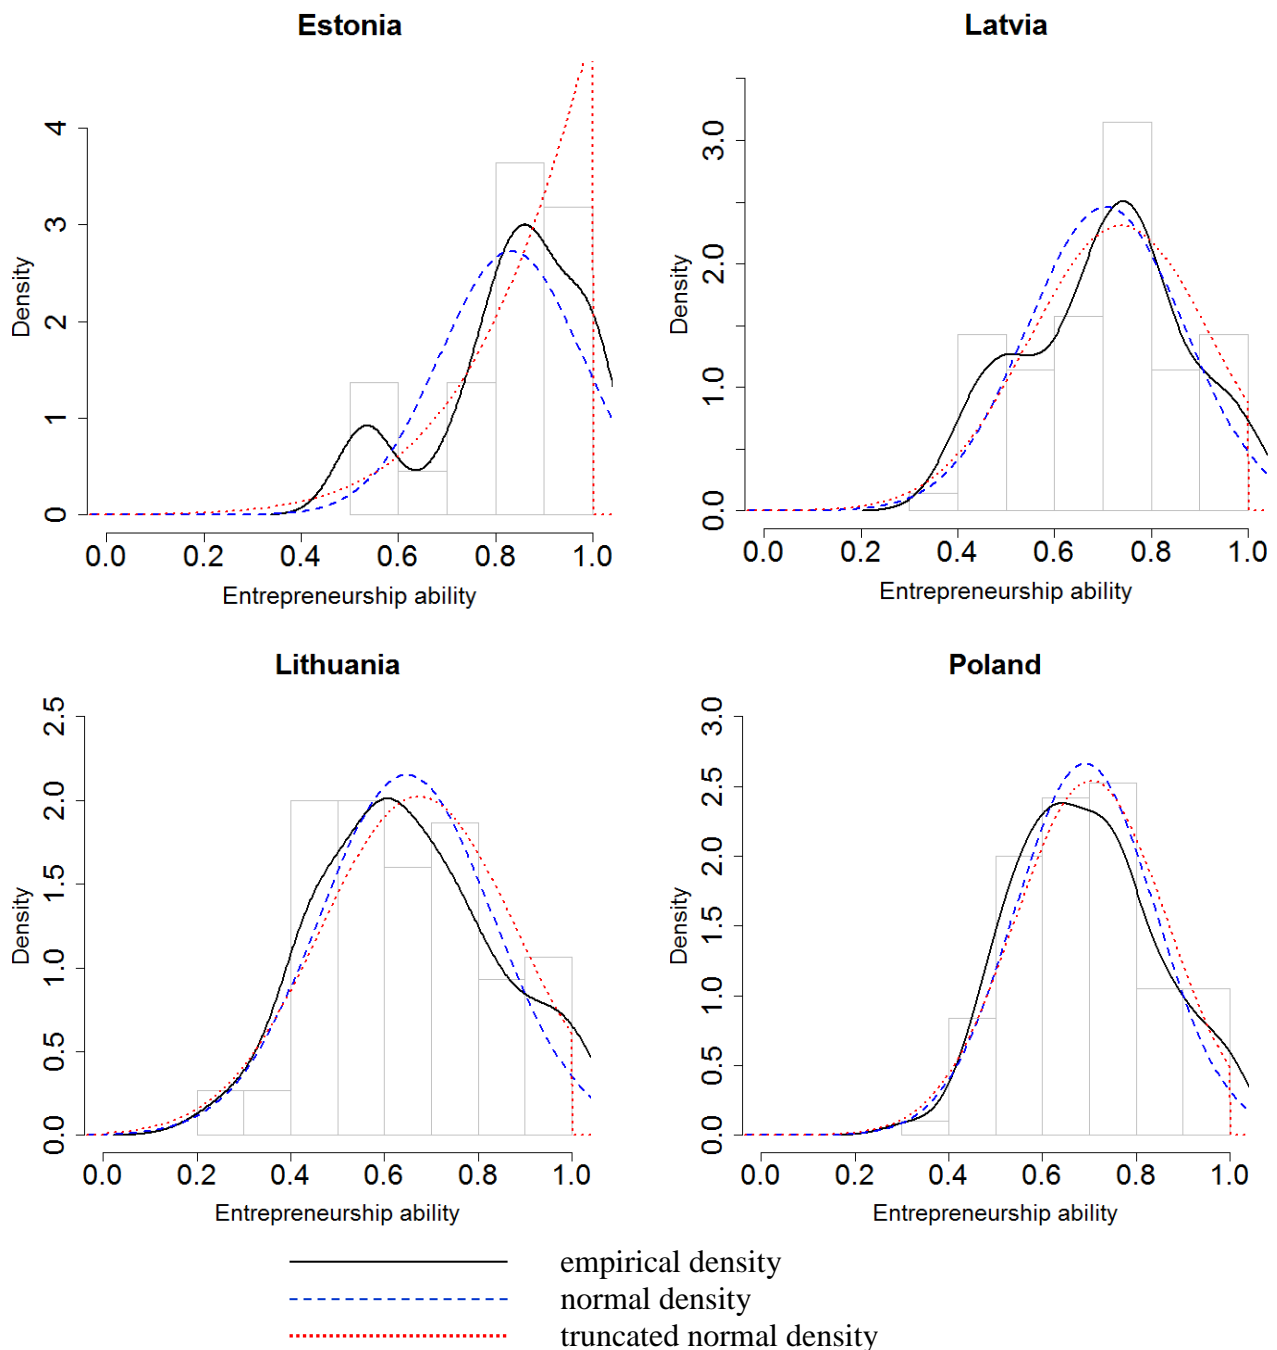 Estonia
Density
0
1
2
3
4
0.0 0.2 0.4 0.6 0.8 1.0
Entrepreneurship ability
Latvia
Density
0.0
1.0
2.0
3.0
0.0 0.2 0.4 0.6 0.8 1.0
Entrepreneurship ability
Lithuania
Density
0.0
0.5
1.0
1.5
2.0
2.5
0.0 0.2 0.4 0.6 0.8 1.0
Entrepreneurship ability
Poland
Density
0.0
0.5
1.0
1.5
2.0
2.5
3.0
0.0 0.2 0.4 0.6 0.8 1.0
Entrepreneurship ability
empirical density
normal density
truncated normal density